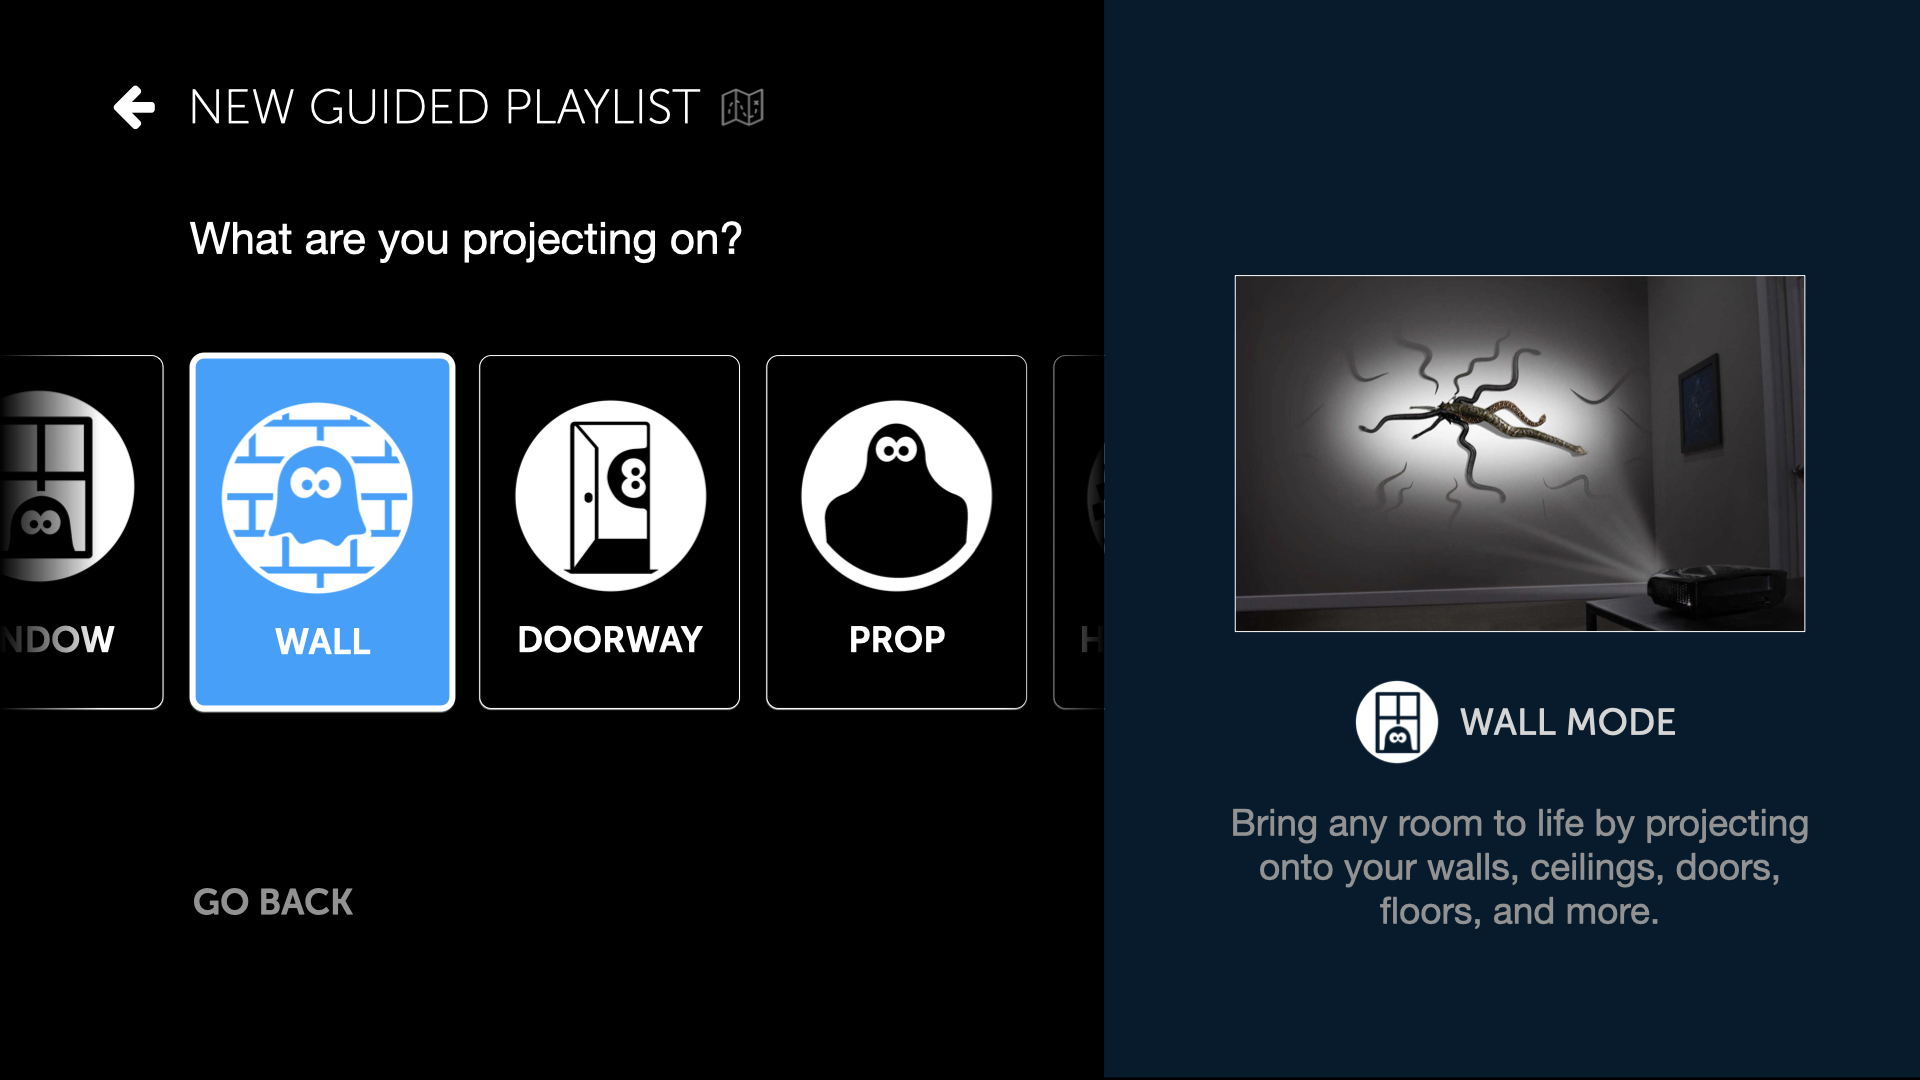 NEW GUIDED PLAYLIST
What are you projecting on?
NDOW
WALL
DOORWAY
PROP
H
GO BACK
WALL MODE
Bring any room to life by projecting
onto your walls, ceilings, doors,
floors, and more.